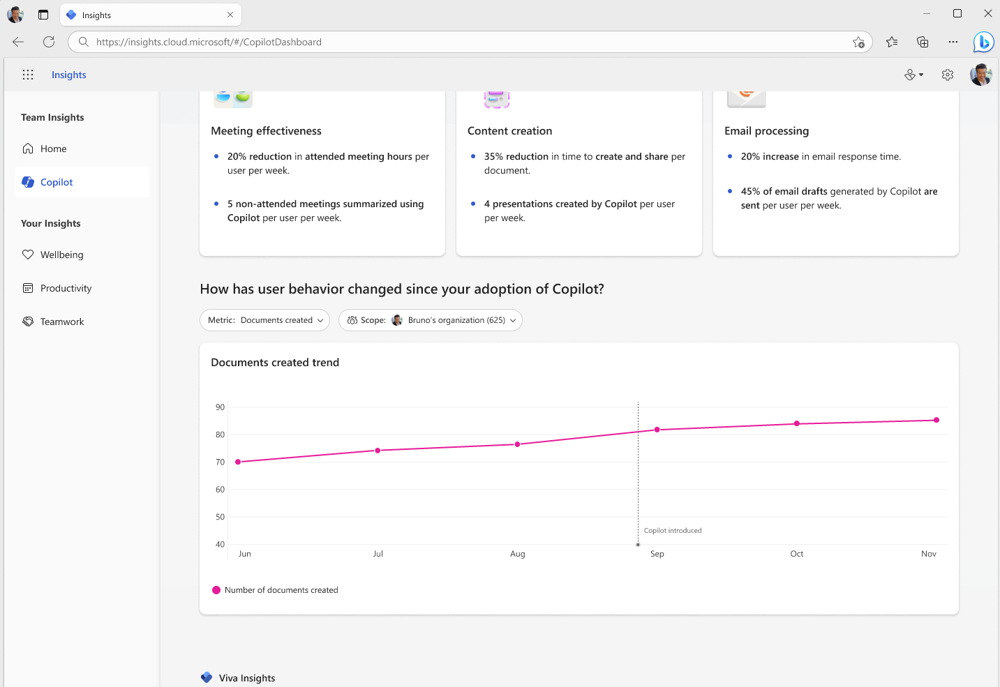 Insights
https://insights.cloud.microsoft/#/CopilotDashboard
Insights
Team Insights
Home
Copilot
Your Insights
Wellbeing
Productivity
Teamwork
Meeting effectiveness
20% reduction in attended meeting hours per
user per week.
5 non-attended meetings summarized using
Copilot per user per week.
Content creation
35% reduction in time to create and share per
document.
4 presentations created by Copilot per user
per week.
Email processing
20% increase in email response time.
45% of email drafts generated by Copilot are
sent per user per week.
How has user behavior changed since your adoption of Copilot?
Metric: Documents created
Scope: Bruno's organization (625)
Documents created trend
90
80
70
60
50
40
Copilot introduced
Jun Jul Aug Sep Oct Nov
Number of documents created
Viva Insights